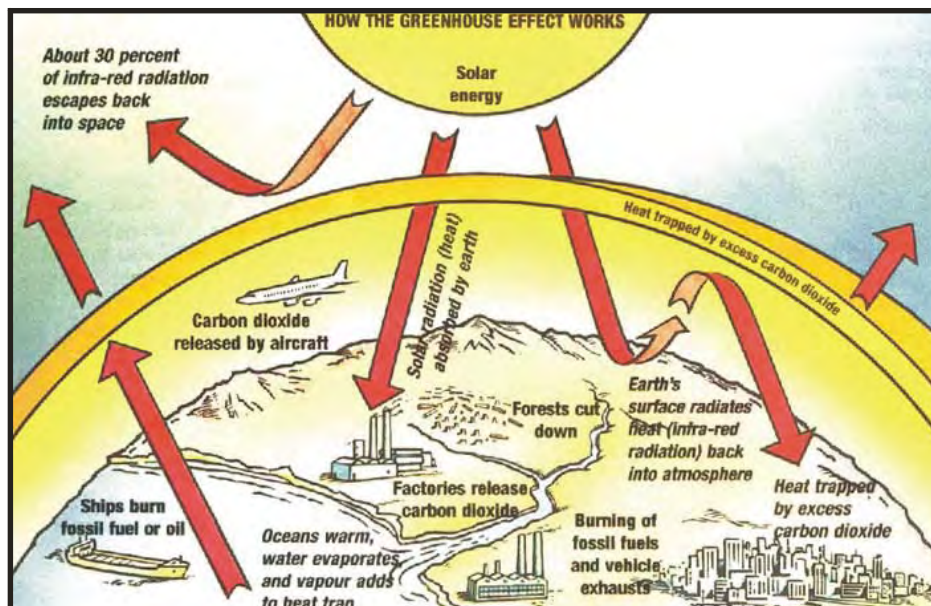 HOW THE GREENHOUSE EFFECT WORKS
Solar
energy
About 30 percent
of infra-red radiation
escapes back
into space
Heat trapped by excess carbon dioxide
Solar radiation (heat)
absorbed by earth
Carbon dioxide
released by aircraft
Forests cut
down
Earth's
surface radiates
heat (infra-red
radiation) back
into atmosphere
Factories release
carbon dioxide
Heat trapped
by excess
carbon dioxide
Ships burn
fossil fuel or oil
Oceans warm,
water evaporates
and vapour adds
to heat trap
Burning of
fossil fuels
and vehicle
exhausts